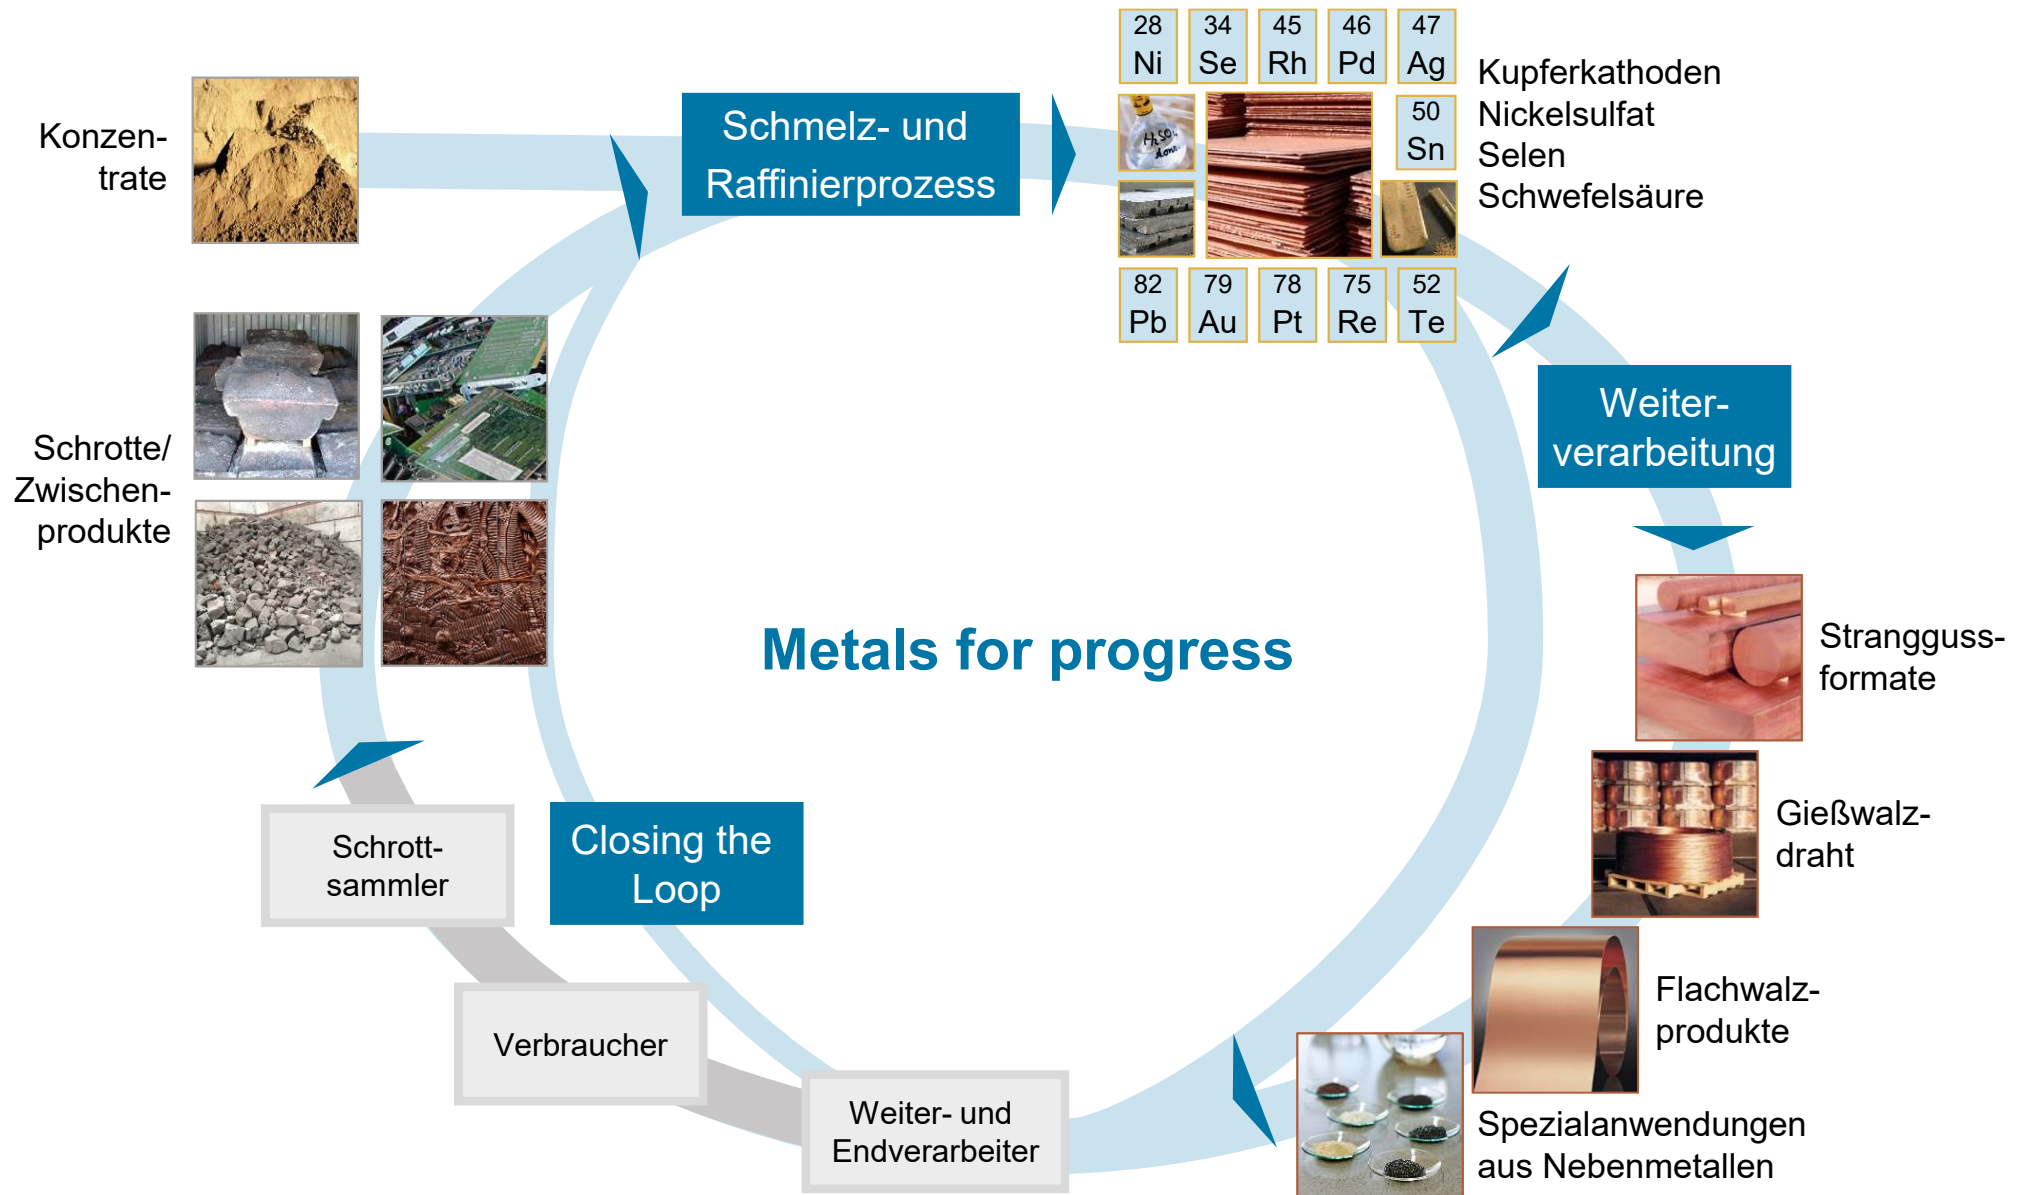 Konzen-
trate
Schmelz- und
Raffinierprozess
28 34 45 46 47
Ni Se Rh Pd Ag
50
Sn
H₂SO₄
82 79 78 75 52
Pb Au Pt Re Te
Kupferkathoden
Nickelsulfat
Selen
Schwefelsäure
Schrotte/
Zwischen-
produkte
Weiter-
verarbeitung
Metals for progress
Strangguss-
formate
Gießwalz-
draht
Flachwalz-
produkte
Spezialanwendungen
aus Nebenmetallen
Weiter- und
Endverarbeiter
Verbraucher
Schrott-
sammler
Closing the
Loop